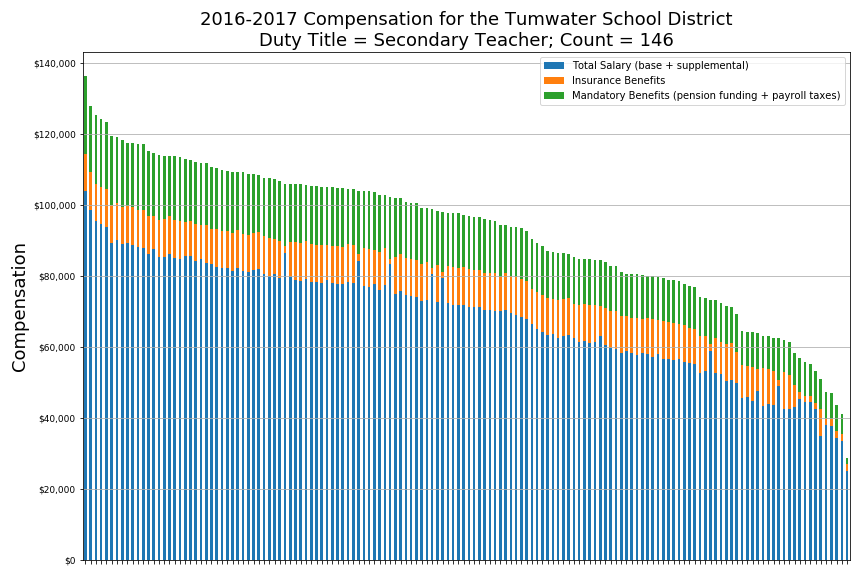 2016-2017 Compensation for the Tumwater School District
Duty Title = Secondary Teacher; Count = 146
Total Salary (base + supplemental)
Insurance Benefits
Mandatory Benefits (pension funding + payroll taxes)
Compensation
$140,000
$120,000
$100,000
$80,000
$60,000
$40,000
$20,000
$0